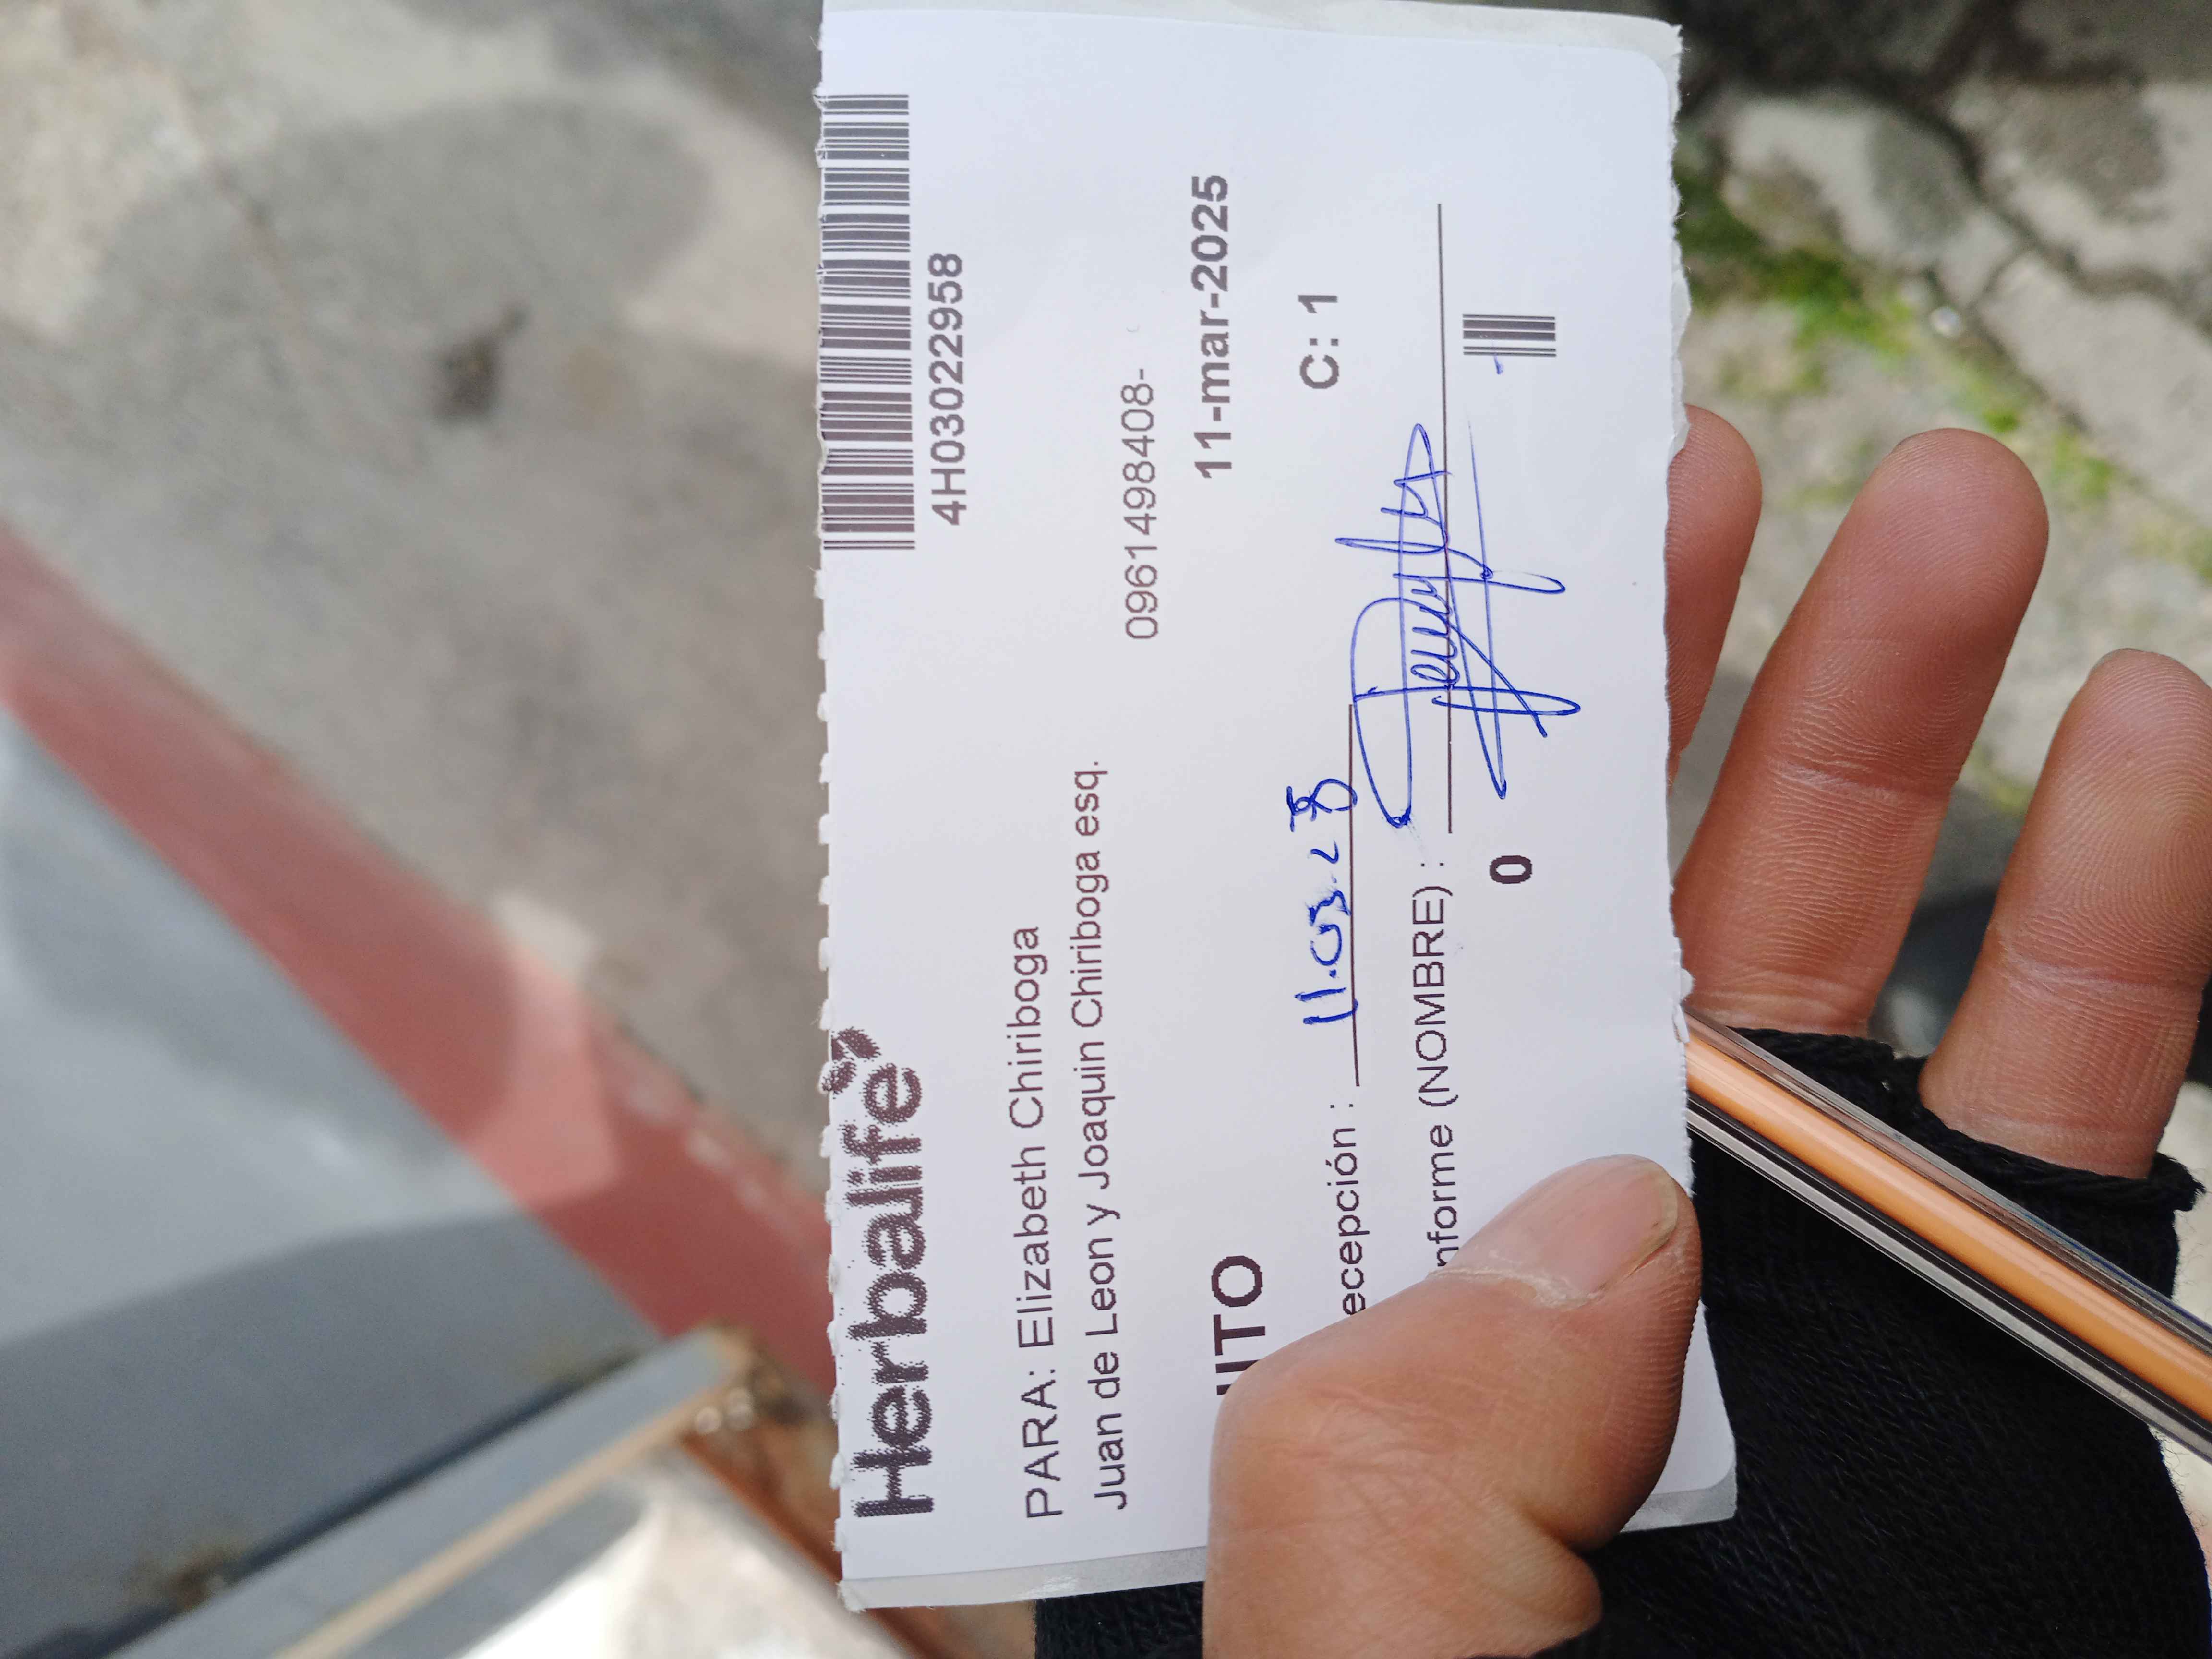 Herbalife
4H03022958
PARA: Elizabeth Chiriboga
Juan de Leon y Joaquin Chiriboga esq.
0961498408-
11-mar-2025
ecepción : 11.03.25
C: 1
nforme (NOMBRE) :
0